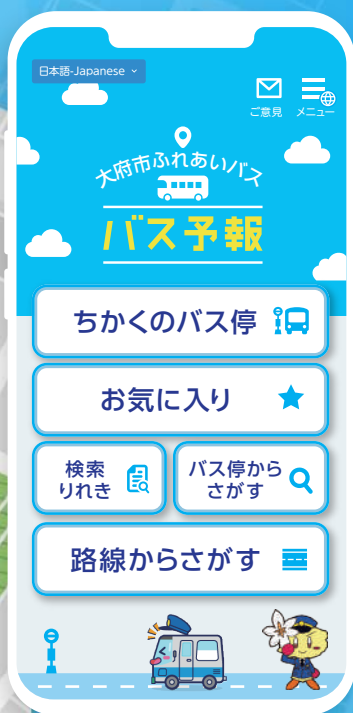 日本語-Japanese
ご意見 メニュー
大府市ふれあいバス
バス予報
ちかくのバス停
お気に入り
検索
りれき
バス停から
さがす
路線からさがす